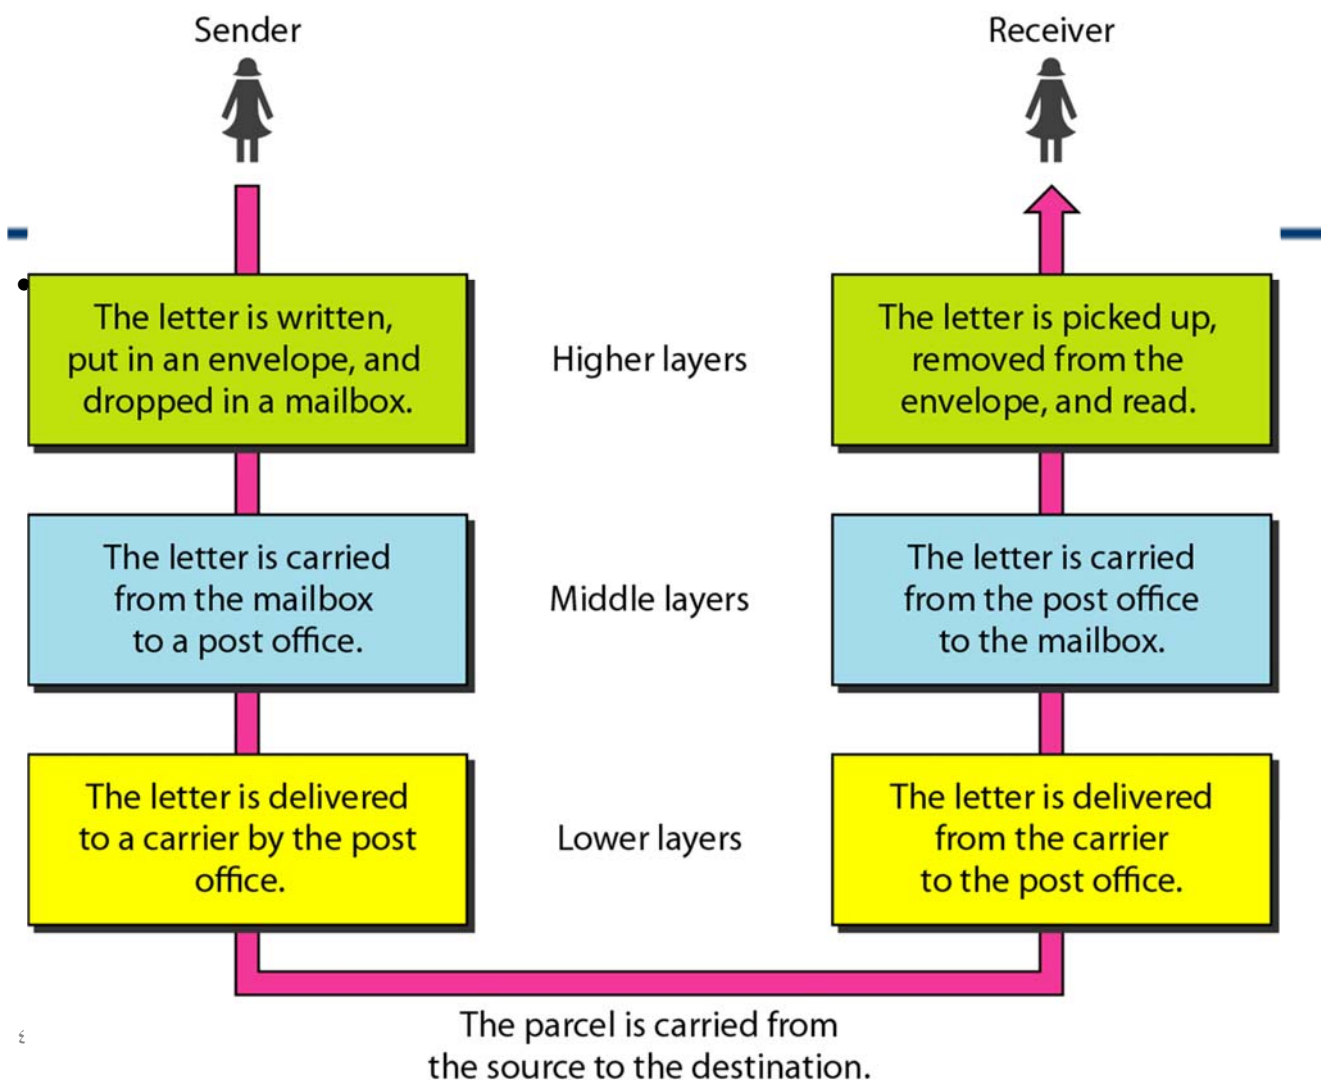 Sender
Receiver
The letter is written,
put in an envelope, and
dropped in a mailbox.
Higher layers
The letter is picked up,
removed from the
envelope, and read.
The letter is carried
from the mailbox
to a post office.
Middle layers
The letter is carried
from the post office
to the mailbox.
The letter is delivered
to a carrier by the post
office.
Lower layers
The letter is delivered
from the carrier
to the post office.
The parcel is carried from
the source to the destination.
٤